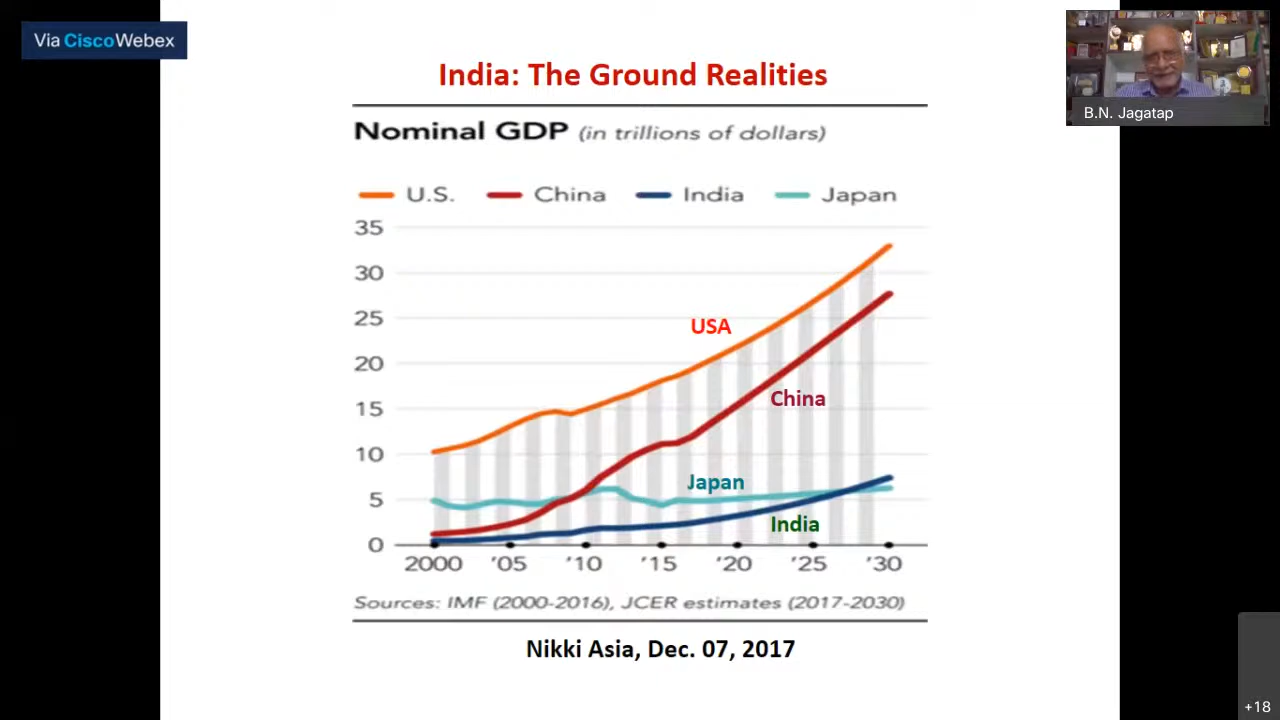 Via CiscoWebex
India: The Ground Realities
B.N. Jagatap
Nominal GDP (in trillions of dollars)
U.S. China India Japan
35
30
25
USA
20
China
15
10
Japan
5
India
0
2000 '05 '10 '15 '20 '25 '30
Sources: IMF (2000-2016), JCER estimates (2017-2030)
Nikki Asia, Dec. 07, 2017
+18